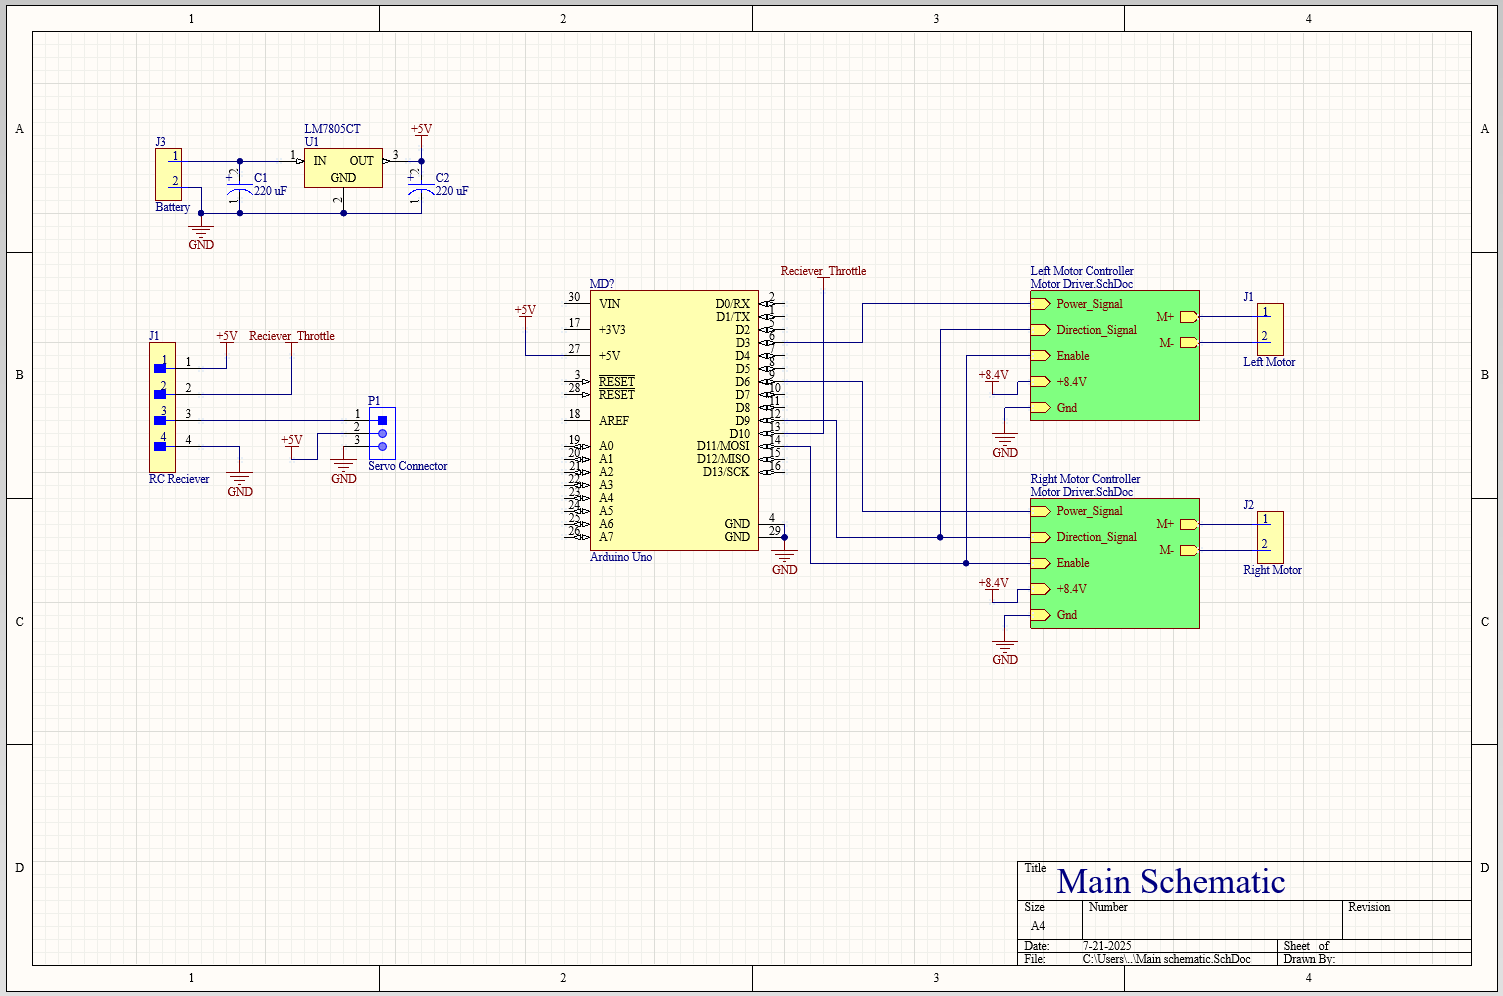 1 2 3 4
A A
LM7805CT
J3 U1 +5V
1 1 IN OUT 3
+ 2 + 2
2 GND
C1 C2
220 uF 220 uF
1 2 1
Battery
GND
B B
J1
+5V Reciever_Throttle
1 1
2 2
3 3
4 4
RC Reciever
GND
+5V
P1
1
2
3
GND
Servo Connector
MD?
+5V
30 VIN
17 +3V3
27 +5V
3 RESET
28 RESET
18 AREF
19 A0
20 A1
21 A2
22 A3
23 A4
24 A5
25 A6
26 A7
Reciever_Throttle
D0/RX 2
D1/TX 1
D2 5
D3 6
D4 7
D5 8
D6 9
D7 10
D8 11
D9 12
D10 13
D11/MOSI 14
D12/MISO 15
D13/SCK 16
GND 4
GND 29
Arduino Uno
GND
Left Motor Controller
Motor Driver.SchDoc
Power_Signal
Direction_Signal
Enable
+8.4V +8.4V
Gnd
GND
M+
M-
J1
1
2
Left Motor
Right Motor Controller
Motor Driver.SchDoc
Power_Signal
Direction_Signal
Enable
+8.4V +8.4V
Gnd
GND
M+
M-
J2
1
2
Right Motor
C C
D D
Title Main Schematic
Size Number Revision
A4
Date: 7-21-2025 Sheet of
File: C:\Users\..\Main schematic.SchDoc Drawn By:
1 2 3 4